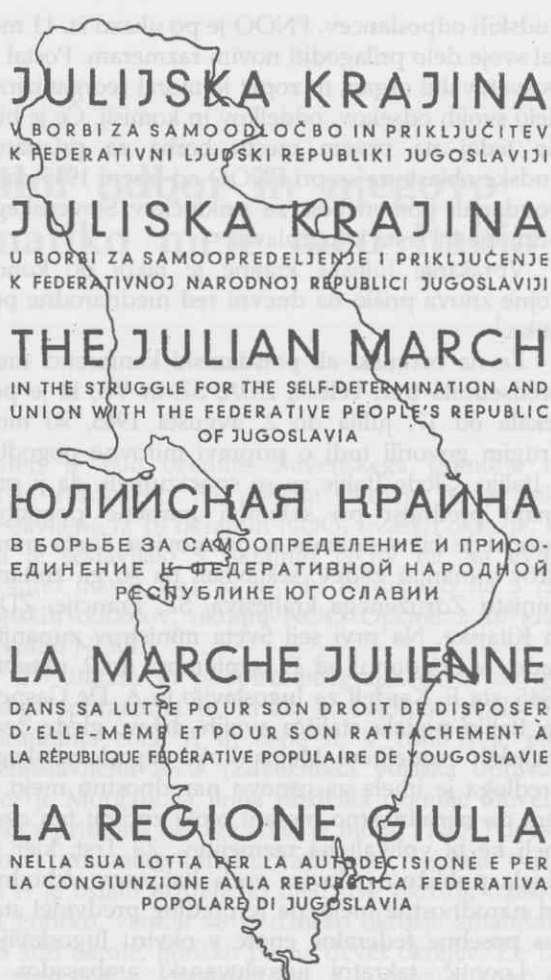 JULIJSKA KRAJINA
V BORBI ZA SAMOODLOČBO IN PRIKLJUČITEV
K FEDERATIVNI LJUDSKI REPUBLIKI JUGOSLAVIJI
JULISKA KRAJINA
U BORBI ZA SAMOOPREDELJENJE I PRIKLJUČENJE
K FEDERATIVNOJ NARODNOJ REPUBLICI JUGOSLAVIJI
THE JULIAN MARCH
IN THE STRUGGLE FOR THE SELF-DETERMINATION AND
UNION WITH THE FEDERATIVE PEOPLE'S REPUBLIC
OF JUGOSLAVIA
ЮЛИЙСКАЯ КРАЙНА
В БОРЬБЕ ЗА САМООПРЕДЕЛЕНИЕ И ПРИСО-
ЕДИНЕНИЕ К ФЕДЕРАТИВНОЙ НАРОДНОЙ
РЕСПУБЛИКЕ ЮГОСЛАВИИ
LA MARCHE JULIENNE
DANS SA LUTTE POUR SON DROIT DE DISPOSER
D'ELLE-MÊME ET POUR SON RATTACHEMENT À
LA RÉPUBLIQUE FÉDÉRATIVE POPULAIRE DE YOUGOSLAVIE
LA REGIONE GIULIA
NELLA SUA LOTTA PER LA AUTODECISIONE E PER
LA CONGIUNZIONE ALLA REPUBBLICA FEDERATIVA
POPOLARE DI JUGOSLAVIA